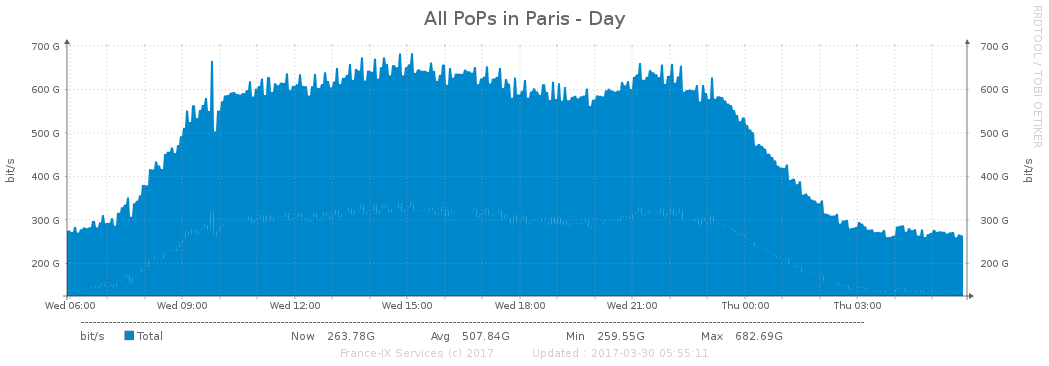 All PoPs in Paris - Day
RRDTOOL / TOBI OETIKER
bit/s
700 G
600 G
500 G
400 G
300 G
200 G
700 G
600 G
500 G
400 G
300 G
200 G
bit/s
Wed 06:00 Wed 09:00 Wed 12:00 Wed 15:00 Wed 18:00 Wed 21:00 Thu 00:00 Thu 03:00
bit/s Total Now 263.78G Avg 507.84G Min 259.55G Max 682.69G
France-IX Services (c) 2017 Updated : 2017-03-30 05:55:11